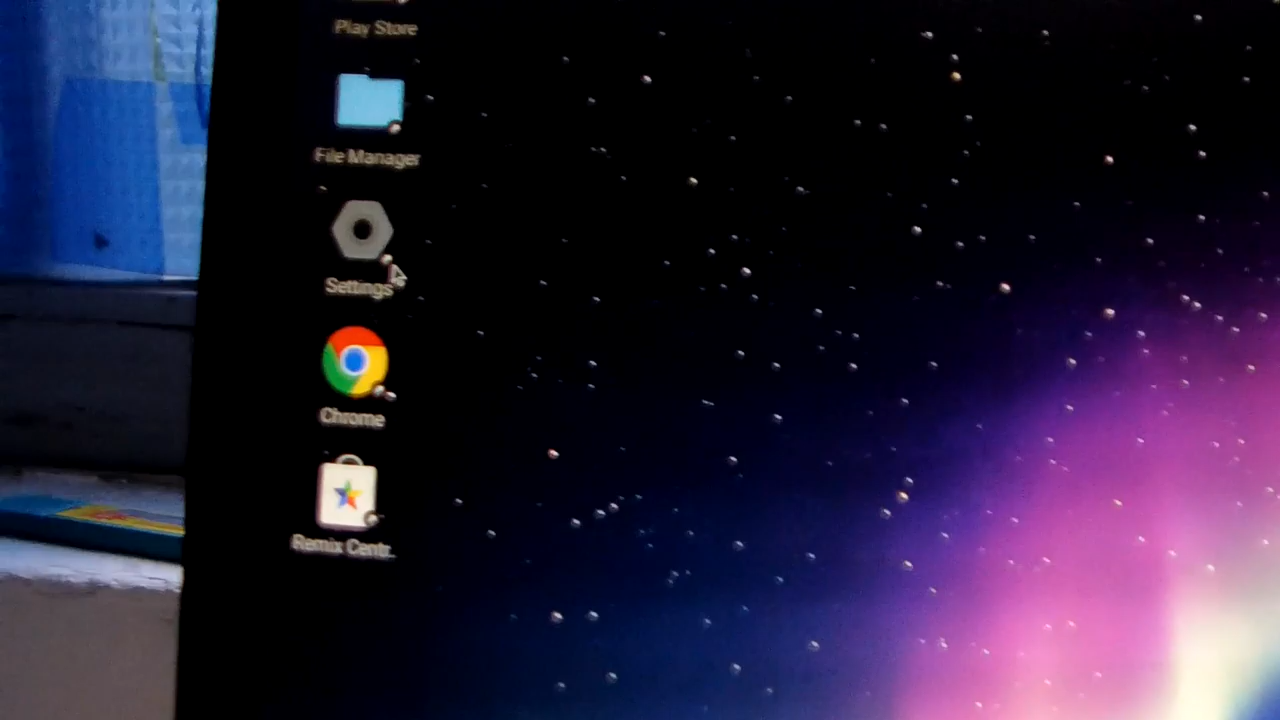 Play Store
File Manager
Settings
Chrome
Remix Centr..